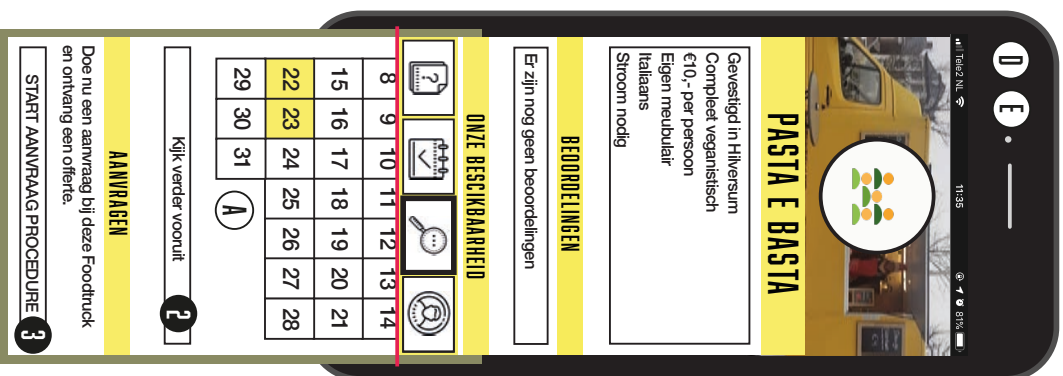 D E
Tele2 NL 11:35 81%
PASTA E BASTA
Gevestigd in Hilversum
Compleet veganistisch
€10,- per persoon
Eigen meubulair
Italiaans
Stroom nodig
BEOORDELINGEN
Er zijn nog geen beoordelingen
ONZE BESCKBAARHEID
?
8 9 10 11 12 13 14
15 16 17 18 19 20 21
22 23 24 25 26 27 28
29 30 31 A
Kijk verder vooruit 2
AANVRAGEN
Doe nu een aanvraag bij deze Foodtruck
en ontvang een offerte.
START AANVRAAG PROCEDURE 3